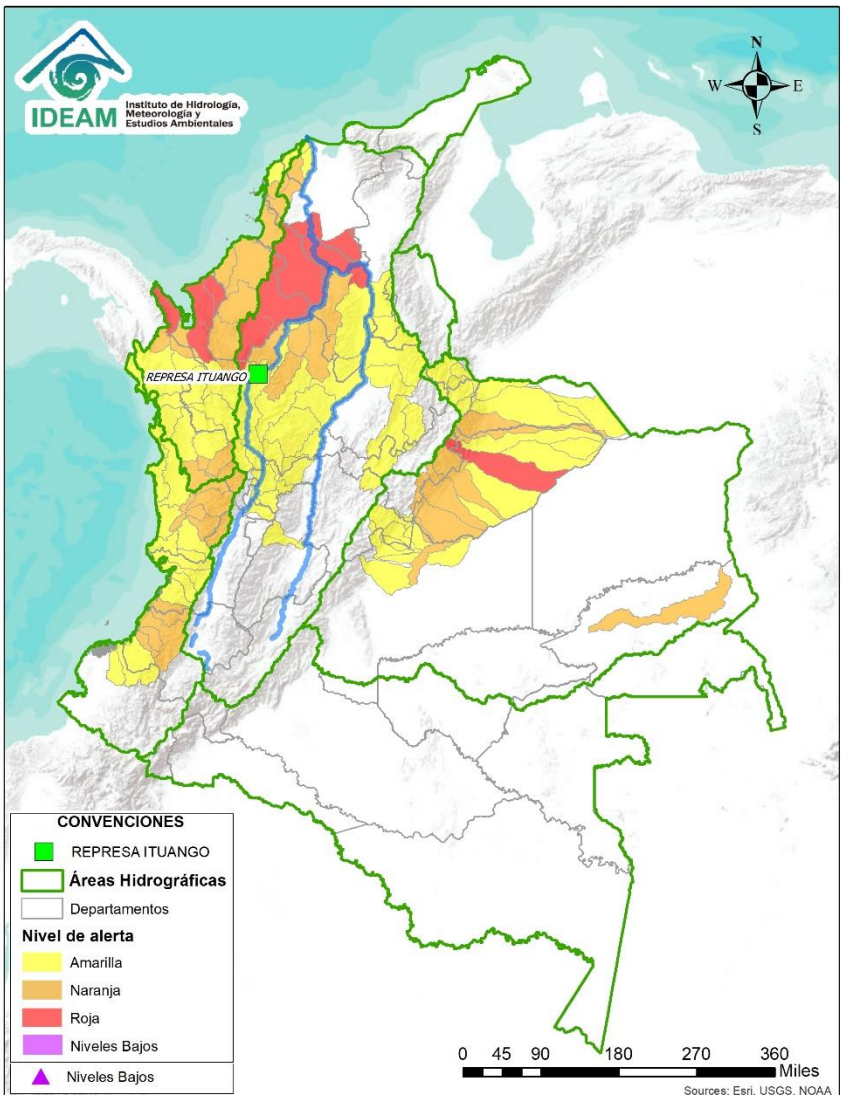 IDEAM
Instituto de Hidrología,
Meteorología y
Estudios Ambientales
N
W
E
S
REPRESA ITUANGO
CONVENCIONES
REPRESA ITUANGO
Áreas Hidrográficas
Departamentos
Nivel de alerta
Amarilla
Naranja
Roja
Niveles Bajos
Niveles Bajos
0 45 90 180 270 360
Miles
Sources: Esri, USGS, NOAA